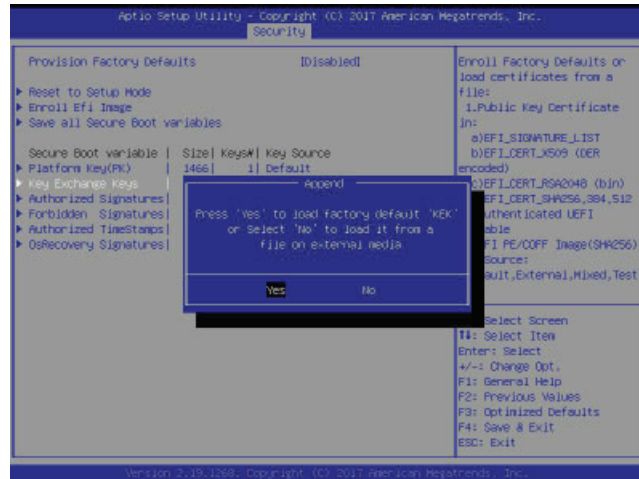 Aptio Setup Utility - Copyright (C) 2017 American Megatrends, Inc.
Security
Provision Factory Defaults [Disabled]
Reset to Setup Mode
Enroll Efi Image
Save all Secure Boot variables
Secure Boot variable | Size| Keys#| Key Source
Platform Key(PK) | 1466| 1| Default
Key Exchange Keys |
Authorized Signatures|
Forbidden Signatures|
Authorized TimeStamps|
OsRecovery Signatures|
Append
Press 'Yes' to load factory default 'KEK'
or Select 'No' to load it from a
file on external media
Yes No
Enroll Factory Defaults or
load certificates from a
file:
1.Public Key Certificate
in:
a)EFI_SIGNATURE_LIST
b)EFI_CERT_X509 (DER
encoded)
c)EFI_CERT_RSA2048 (bin)
EFI_CERT_SHA256,384,512
uthenticated UEFI
able
FI PE/COFF Image(SHA256)
Source:
ault,External,Mixed,Test
Select Screen
↑↓: Select Item
Enter: Select
+/-: Change Opt.
F1: General Help
F2: Previous Values
F3: Optimized Defaults
F4: Save & Exit
ESC: Exit
Version 2.19.1268. Copyright (C) 2017 American Megatrends, Inc.